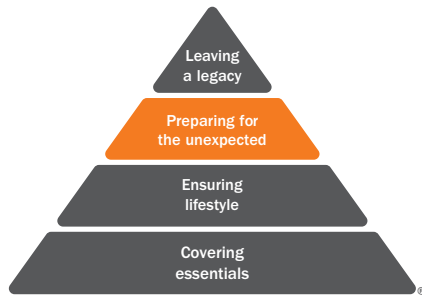 Leaving
a legacy
Preparing for
the unexpected
Ensuring
lifestyle
Covering
essentials
®